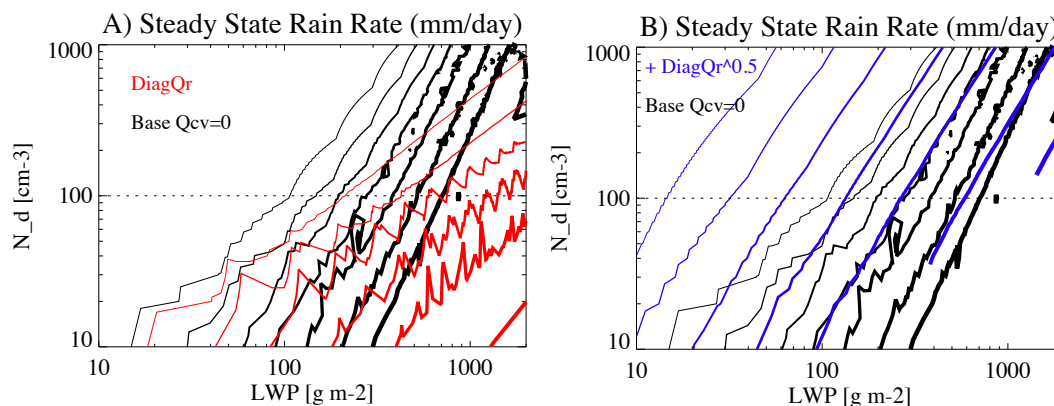 A) Steady State Rain Rate (mm/day)
1000
100
10
N_d [cm-3]
DiagQr
Base Qcv=0
10
100
1000
LWP [g m-2]
B) Steady State Rain Rate (mm/day)
1000
100
10
N_d [cm-3]
+ DiagQr^0.5
Base Qcv=0
10
100
1000
LWP [g m-2]